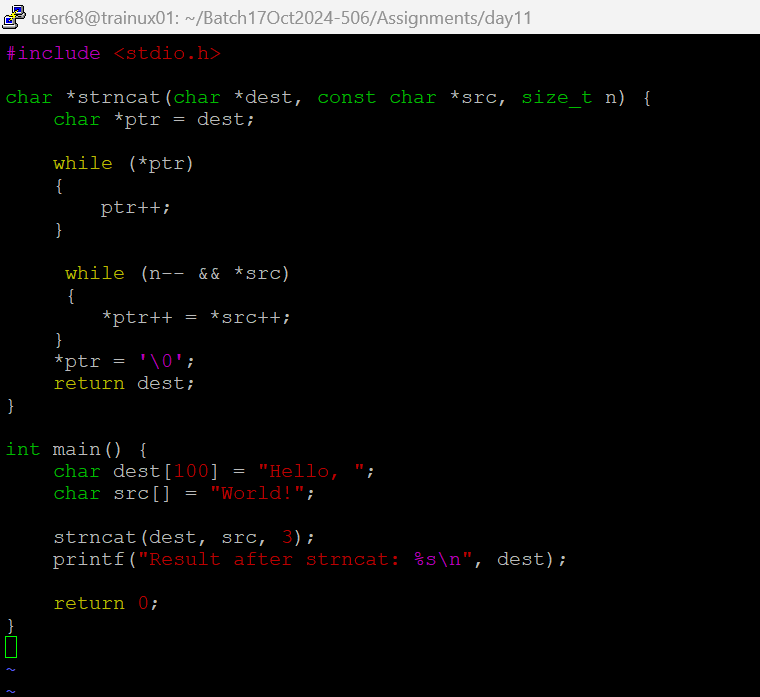 user68@trainux01: ~/Batch17Oct2024-506/Assignments/day11
#include <stdio.h>

char *strncat(char *dest, const char *src, size_t n) {
    char *ptr = dest;

    while (*ptr)
    {
        ptr++;
    }

     while (n-- && *src)
     {
        *ptr++ = *src++;
    }
    *ptr = '\0';
    return dest;
}

int main() {
    char dest[100] = "Hello, ";
    char src[] = "World!";

    strncat(dest, src, 3);
    printf("Result after strncat: %s\n", dest);

    return 0;
}
~
~